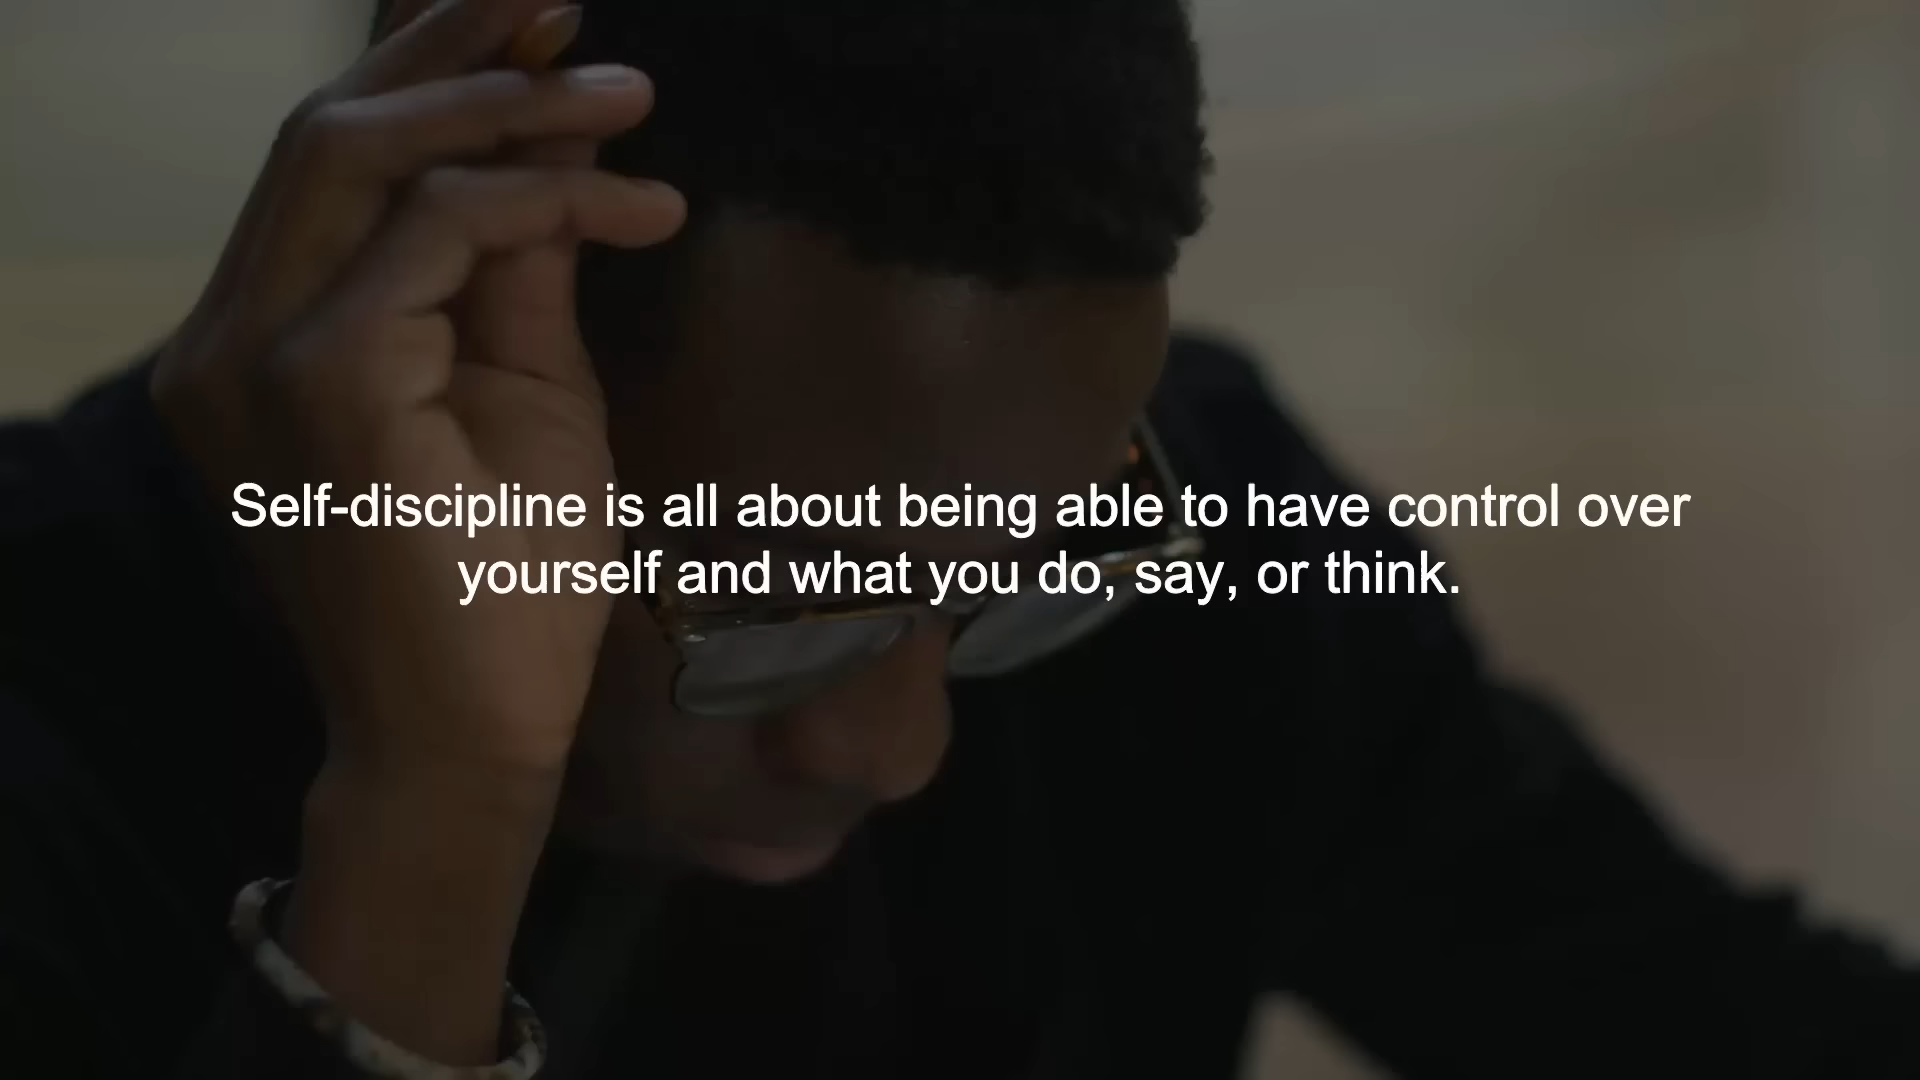 Self-discipline is all about being able to have control over
yourself and what you do, say, or think.